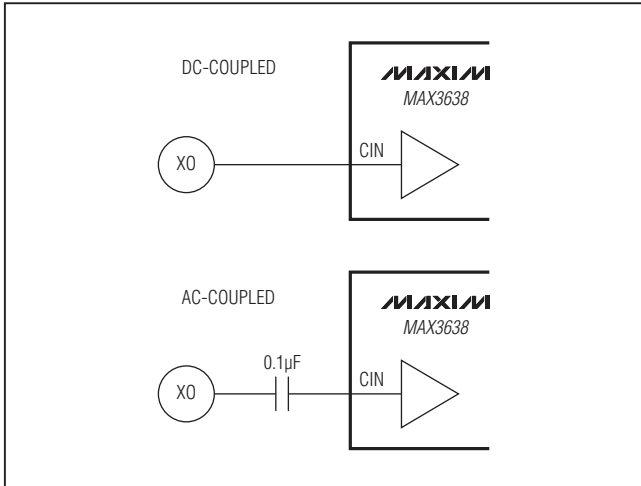 DC-COUPLED
MAXIM
MAX3638
XO
CIN
AC-COUPLED
MAXIM
MAX3638
0.1µF
XO
CIN